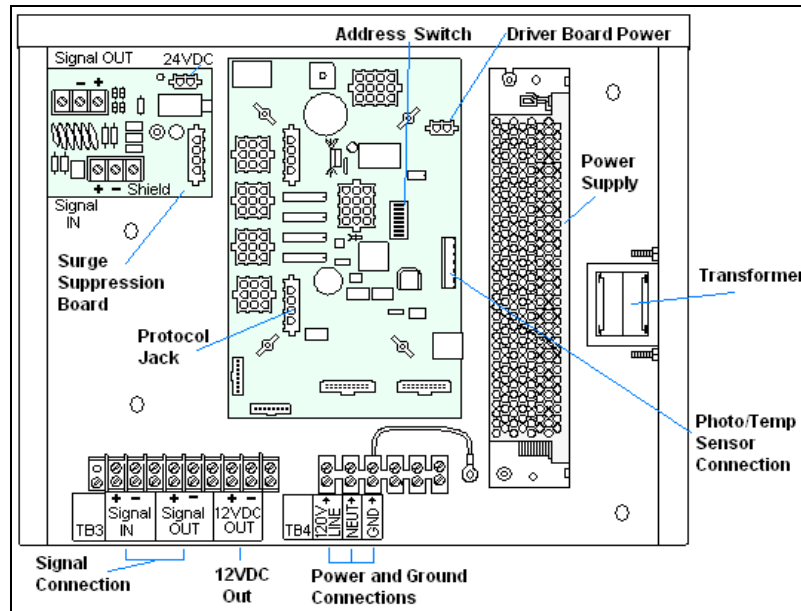 Address Switch
Driver Board Power
Signal OUT
24VDC
- +
+ - Shield
Signal
IN
Power
Supply
Surge
Suppression
Board
Transformer
Protocol
Jack
Photo/Temp
Sensor
Connection
TB3
+ -
Signal
IN
+ -
Signal
OUT
+ -
12VDC
OUT
TB4
120V
LINE
NEUT
GND
Signal
Connection
12VDC
Out
Power and Ground
Connections